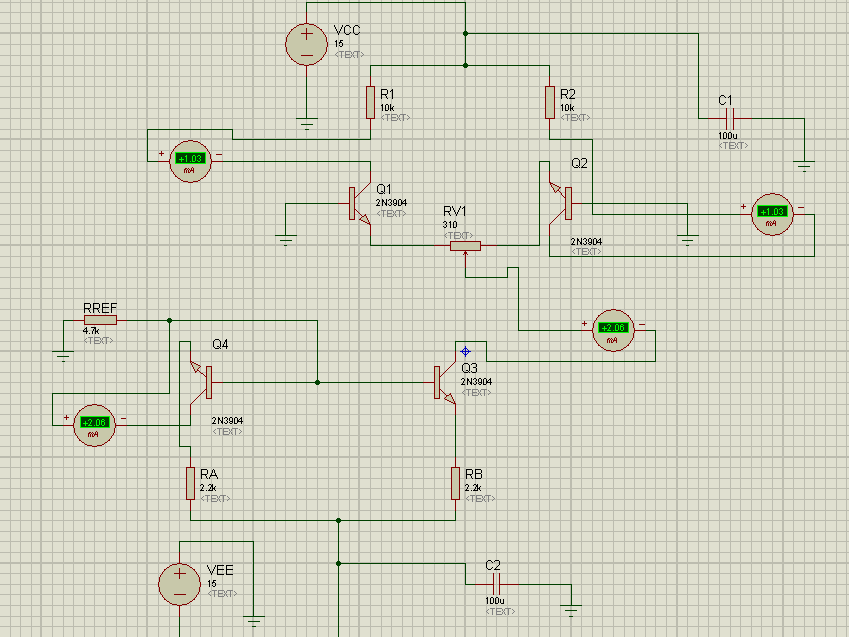 VCC
15
<TEXT>
R1
10k
<TEXT>
R2
10k
<TEXT>
C1
100u
<TEXT>
+ +1.03 −
mA
Q1
2N3904
<TEXT>
Q2
2N3904
<TEXT>
RV1
310
<TEXT>
+ +1.03 −
mA
RREF
4.7k
<TEXT>
+ +2.06 −
mA
Q4
2N3904
<TEXT>
Q3
2N3904
<TEXT>
+ +2.06 −
mA
RA
2.2k
<TEXT>
RB
2.2k
<TEXT>
VEE
15
<TEXT>
C2
100u
<TEXT>